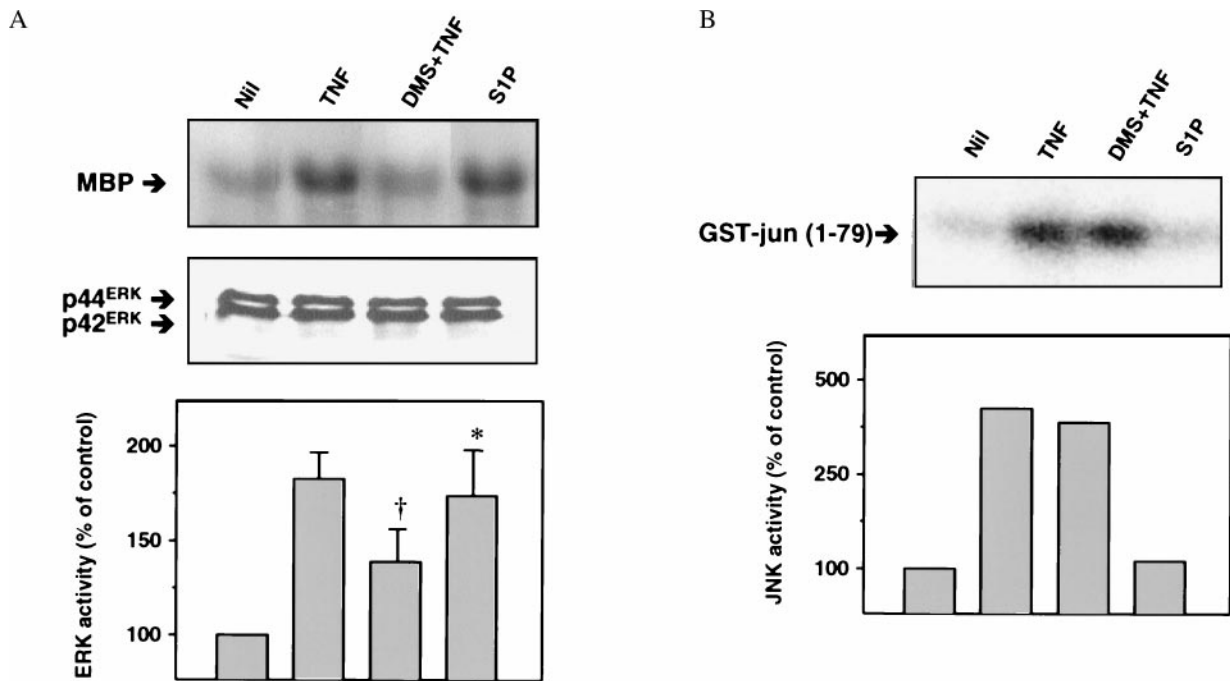 A
Nil
TNF
DMS+TNF
S1P
MBP →
p44ERK →
p42ERK →
ERK activity (% of control)
200
150
100
†
*
B
Nil
TNF
DMS+TNF
S1P
GST-jun (1-79)→
JNK activity (% of control)
500
250
100